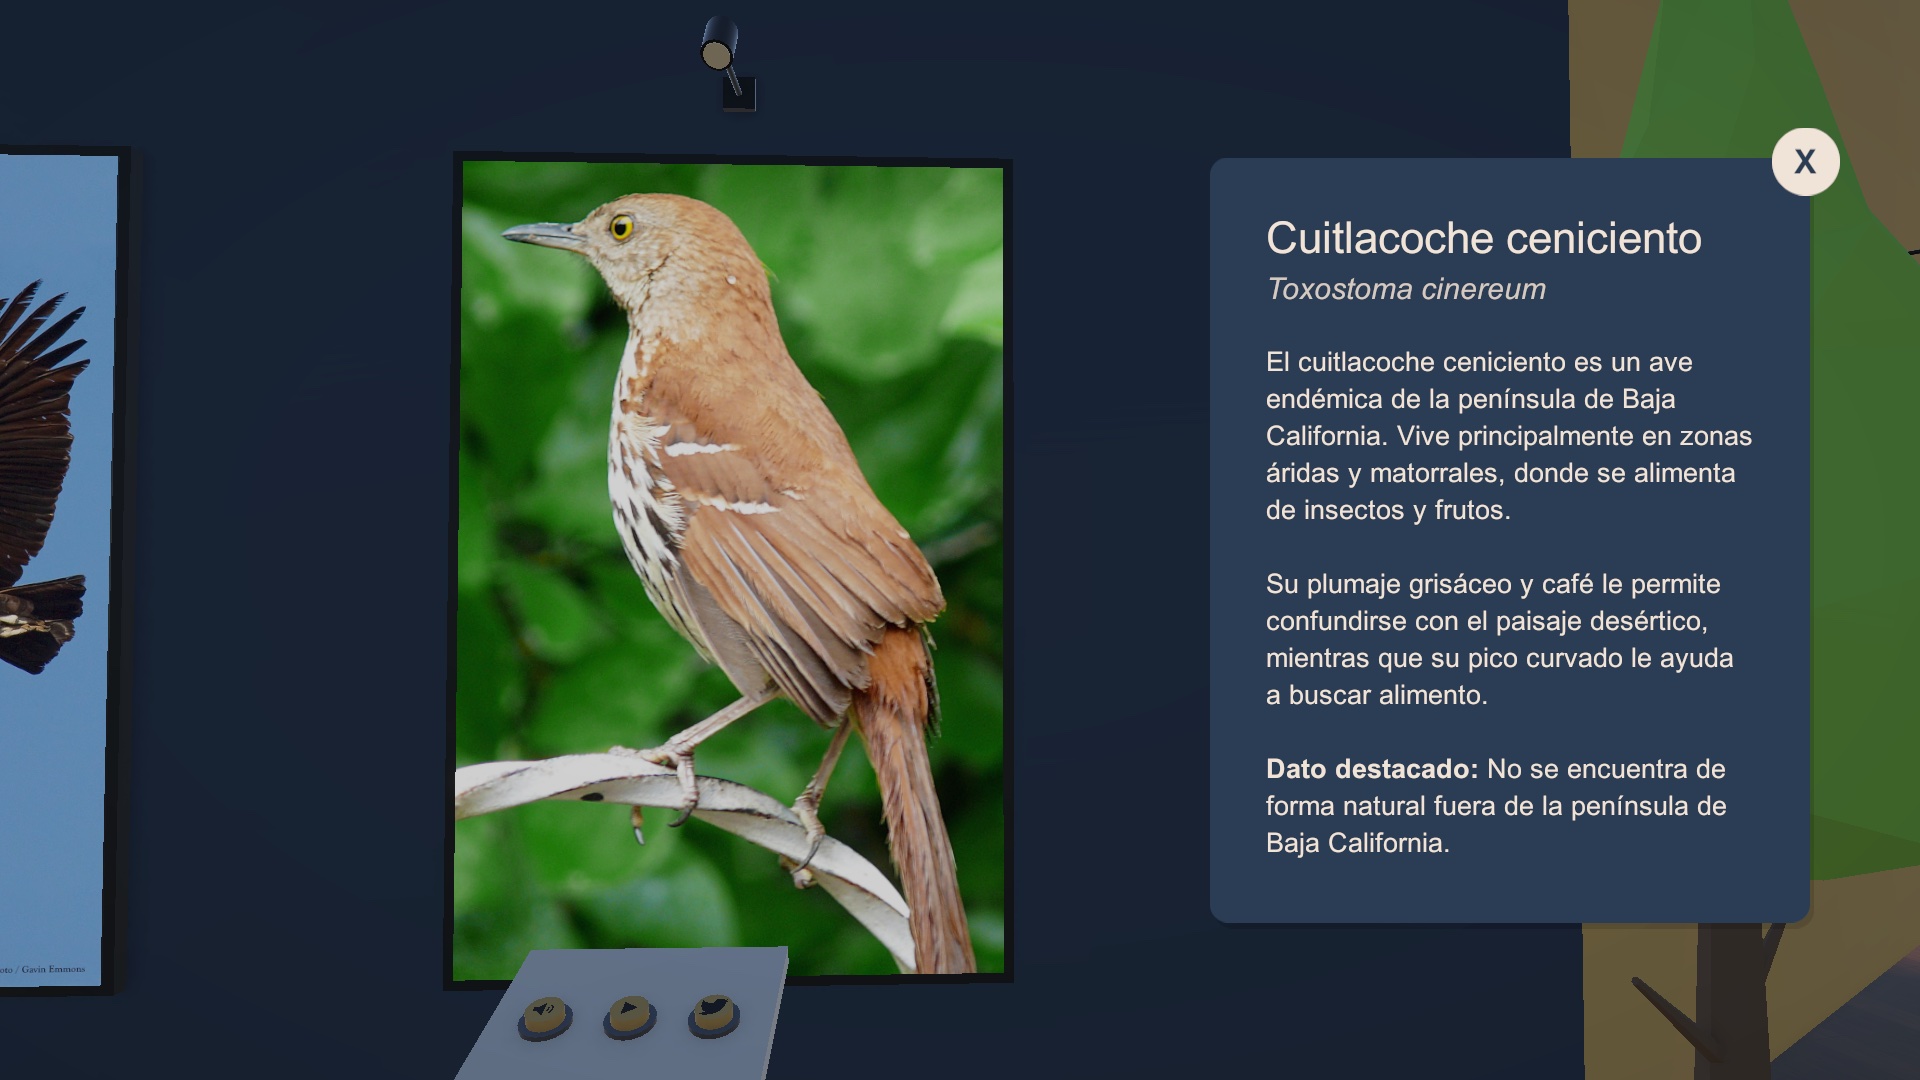 Cuitlacoche ceniciento
Toxostoma cinereum
El cuitlacoche ceniciento es un ave
endémica de la península de Baja
California. Vive principalmente en zonas
áridas y matorrales, donde se alimenta
de insectos y frutos.
Su plumaje grisáceo y café le permite
confundirse con el paisaje desértico,
mientras que su pico curvado le ayuda
a buscar alimento.
Dato destacado: No se encuentra de
forma natural fuera de la península de
Baja California.
X
/ Gavin Emmons